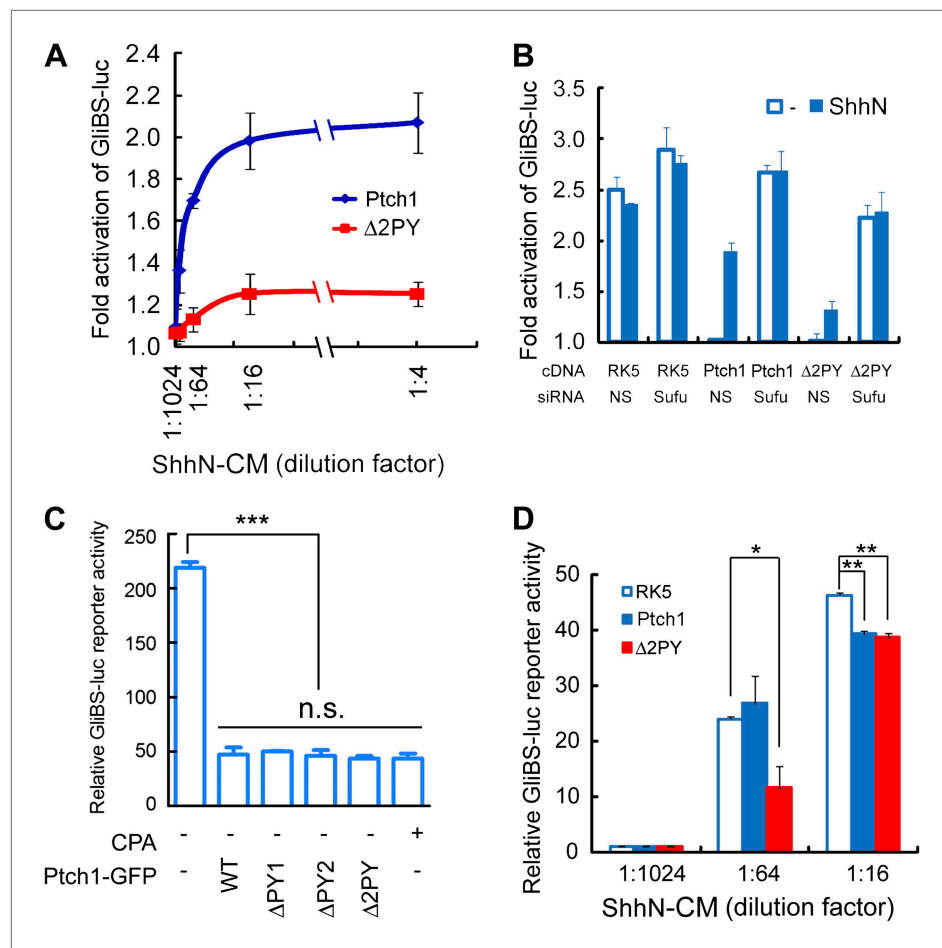 A
Fold activation of GliBS-luc
2.4
2.2
2.0
1.8
1.6
1.4
1.2
1.0
Ptch1
Δ2PY
1:1024
1:64
1:16
1:4
ShhN-CM (dilution factor)
B
Fold activation of GliBS-luc
3.5
3.0
2.5
2.0
1.5
1.0
- ShhN
cDNA RK5 RK5 Ptch1 Ptch1 Δ2PY Δ2PY
siRNA NS Sufu NS Sufu NS Sufu
C
Relative GliBS-luc reporter activity
250
200
150
100
50
0
***
n.s.
CPA - - - - - +
Ptch1-GFP - WT ΔPY1 ΔPY2 Δ2PY -
D
Relative GliBS-luc reporter activity
50
40
30
20
10
0
RK5
Ptch1
Δ2PY
*
**
**
1:1024 1:64 1:16
ShhN-CM (dilution factor)